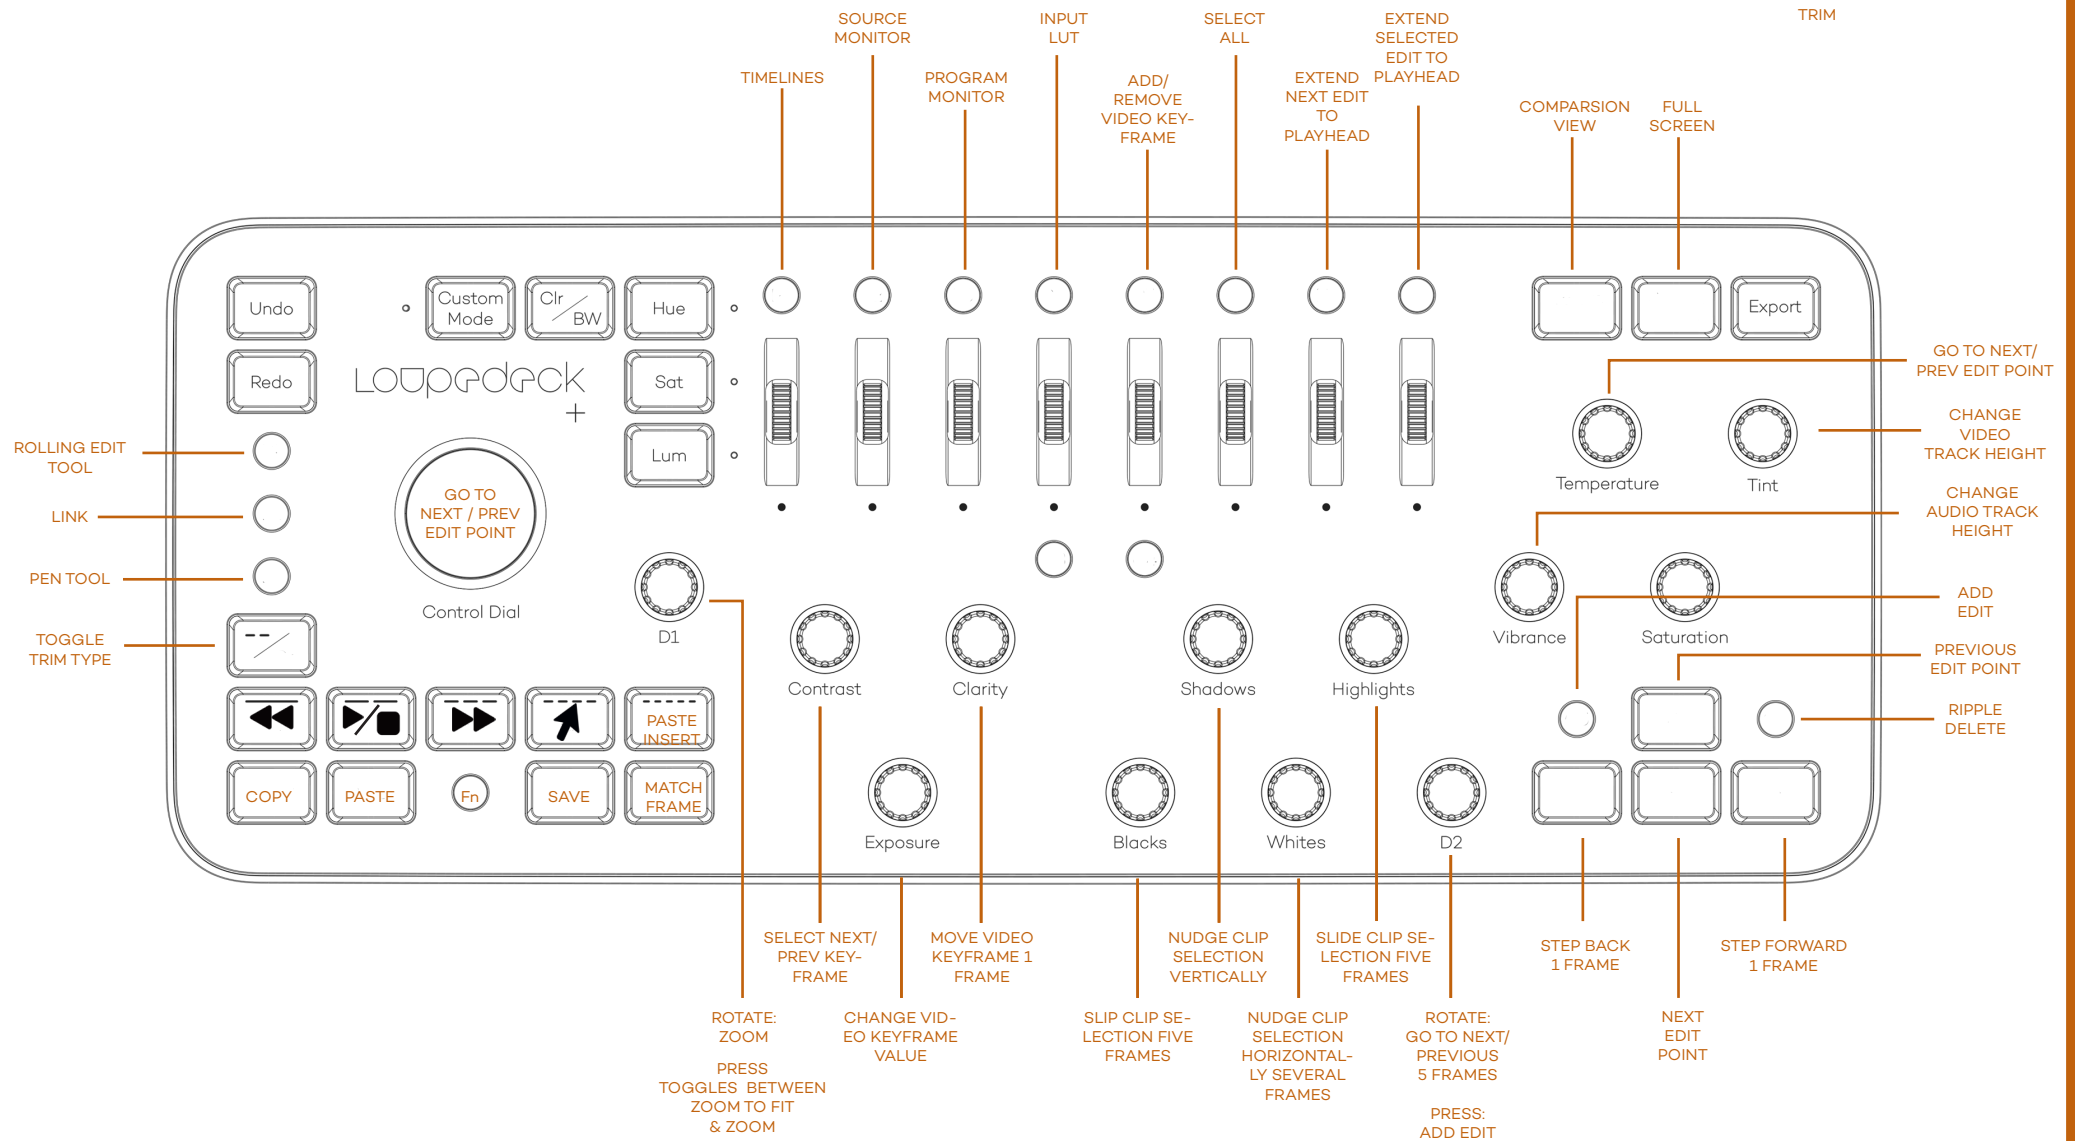 TRIM
SOURCE
MONITOR
INPUT
LUT
SELECT
ALL
EXTEND
SELECTED
EDIT TO
PLAYHEAD
TIMELINES
PROGRAM
MONITOR
ADD/
REMOVE
VIDEO KEY-
FRAME
EXTEND
NEXT EDIT
TO
PLAYHEAD
COMPARSION
VIEW
FULL
SCREEN
Undo
Custom
Mode
Clr
BW
Hue
Export
Redo
Loupedeck
+
Sat
Lum
GO TO NEXT/
PREV EDIT POINT
CHANGE
VIDEO
TRACK HEIGHT
Temperature
Tint
ROLLING EDIT
TOOL
LINK
PEN TOOL
TOGGLE
TRIM TYPE
GO TO
NEXT / PREV
EDIT POINT
Control Dial
D1
CHANGE
AUDIO TRACK
HEIGHT
Vibrance
Saturation
ADD
EDIT
PREVIOUS
EDIT POINT
RIPPLE
DELETE
Contrast
Clarity
Shadows
Highlights
PASTE
INSERT
COPY
PASTE
Fn
SAVE
MATCH
FRAME
Exposure
Blacks
Whites
D2
SELECT NEXT/
PREV KEY-
FRAME
MOVE VIDEO
KEYFRAME 1
FRAME
NUDGE CLIP
SELECTION
VERTICALLY
SLIDE CLIP SE-
LECTION FIVE
FRAMES
STEP BACK
1 FRAME
STEP FORWARD
1 FRAME
ROTATE:
ZOOM
PRESS
TOGGLES BETWEEN
ZOOM TO FIT
& ZOOM
CHANGE VID-
EO KEYFRAME
VALUE
SLIP CLIP SE-
LECTION FIVE
FRAMES
NUDGE CLIP
SELECTION
HORIZONTAL-
LY SEVERAL
FRAMES
ROTATE:
GO TO NEXT/
PREVIOUS
5 FRAMES
PRESS:
ADD EDIT
NEXT
EDIT
POINT